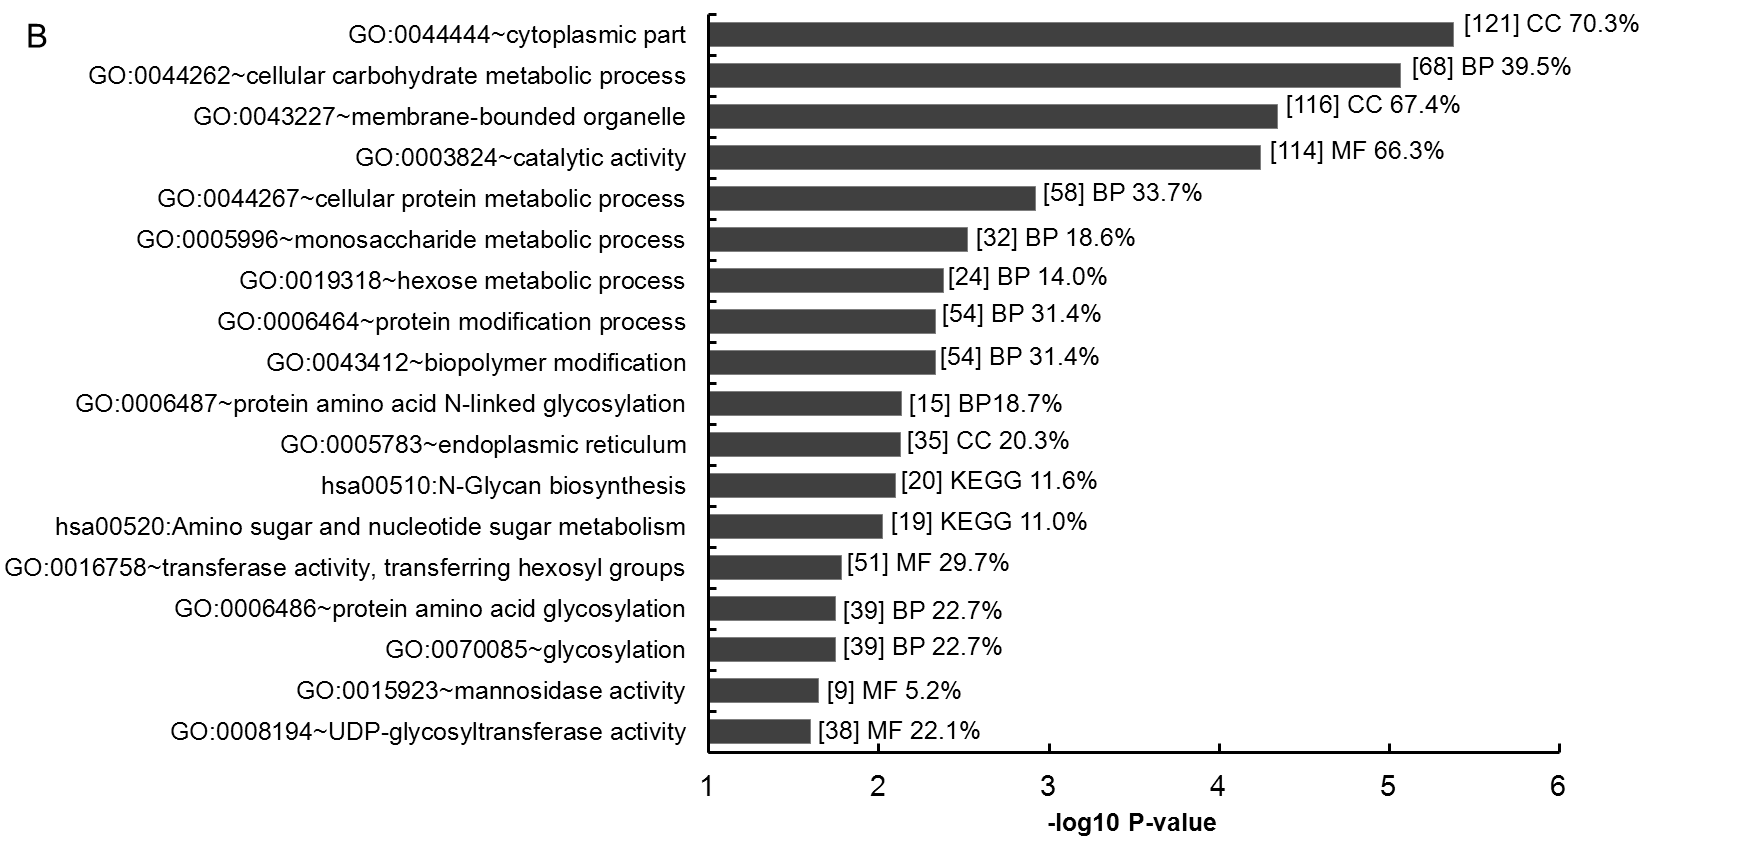 B
GO:0044444~cytoplasmic part [121] CC 70.3%
GO:0044262~cellular carbohydrate metabolic process [68] BP 39.5%
GO:0043227~membrane-bounded organelle [116] CC 67.4%
GO:0003824~catalytic activity [114] MF 66.3%
GO:0044267~cellular protein metabolic process [58] BP 33.7%
GO:0005996~monosaccharide metabolic process [32] BP 18.6%
GO:0019318~hexose metabolic process [24] BP 14.0%
GO:0006464~protein modification process [54] BP 31.4%
GO:0043412~biopolymer modification [54] BP 31.4%
GO:0006487~protein amino acid N-linked glycosylation [15] BP18.7%
GO:0005783~endoplasmic reticulum [35] CC 20.3%
hsa00510:N-Glycan biosynthesis [20] KEGG 11.6%
hsa00520:Amino sugar and nucleotide sugar metabolism [19] KEGG 11.0%
GO:0016758~transferase activity, transferring hexosyl groups [51] MF 29.7%
GO:0006486~protein amino acid glycosylation [39] BP 22.7%
GO:0070085~glycosylation [39] BP 22.7%
GO:0015923~mannosidase activity [9] MF 5.2%
GO:0008194~UDP-glycosyltransferase activity [38] MF 22.1%
1 2 3 4 5 6
-log10 P-value